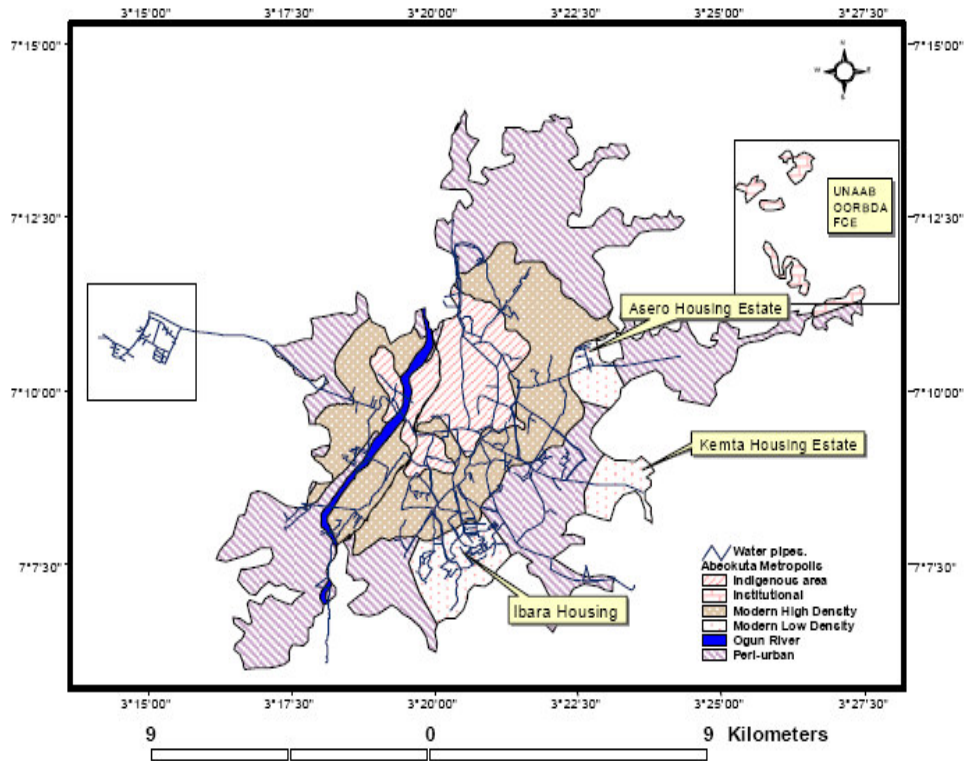 3°15'00" 3°17'30" 3°20'00" 3°22'30" 3°25'00" 3°27'30"
7°15'00" 7°15'00"
N
W E
S
UNAAB
OORBDA
FCE
7°12'30" 7°12'30"
Asero Housing Estate
7°10'00" 7°10'00"
Kemta Housing Estate
7°7'30" 7°7'30"
Ibara Housing
Water pipes.
Abeokuta Metropolis
Indigenous area
Institutional
Modern High Density
Modern Low Density
Ogun River
Peri-urban
3°15'00" 3°17'30" 3°20'00" 3°22'30" 3°25'00" 3°27'30"
9 0 9 Kilometers